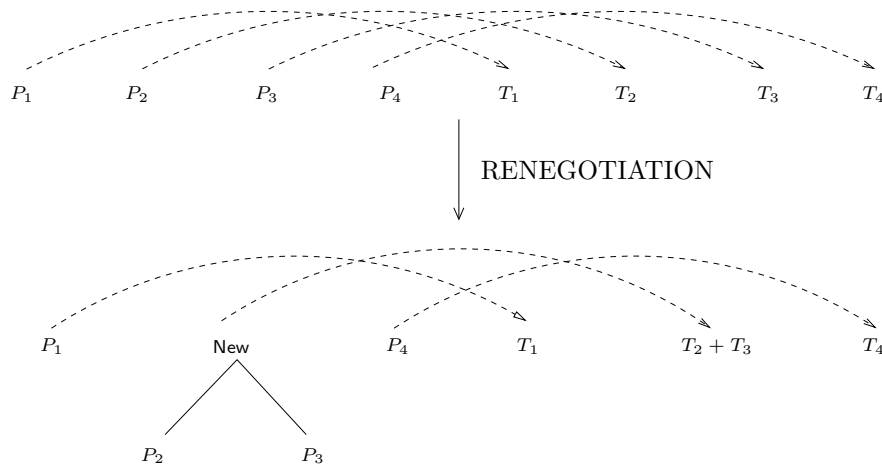 P₁ P₂ P₃ P₄ T₁ T₂ T₃ T₄
RENEGOTIATION
P₁ New P₄ T₁ T₂ + T₃ T₄
P₂ P₃